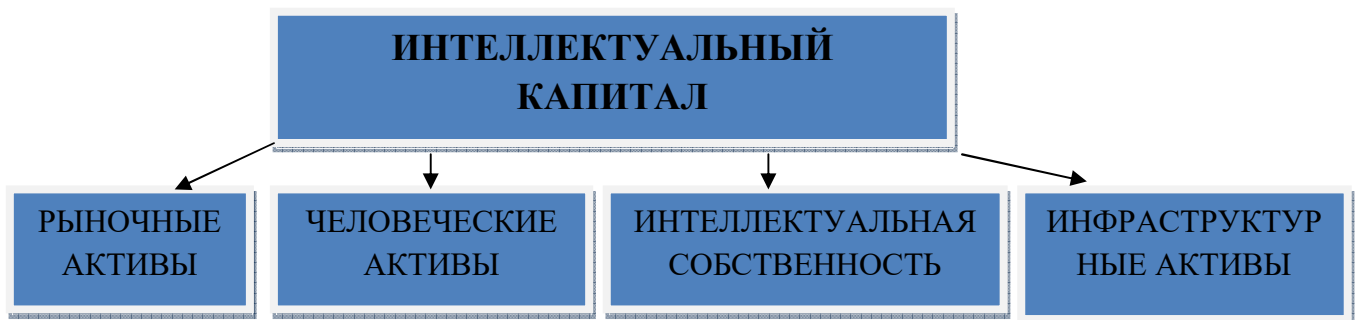 ИНТЕЛЛЕКТУАЛЬНЫЙ
КАПИТАЛ
РЫНОЧНЫЕ
АКТИВЫ
ЧЕЛОВЕЧЕСКИЕ
АКТИВЫ
ИНТЕЛЛЕКТУАЛЬНАЯ
СОБСТВЕННОСТЬ
ИНФРАСТРУКТУР
НЫЕ АКТИВЫ